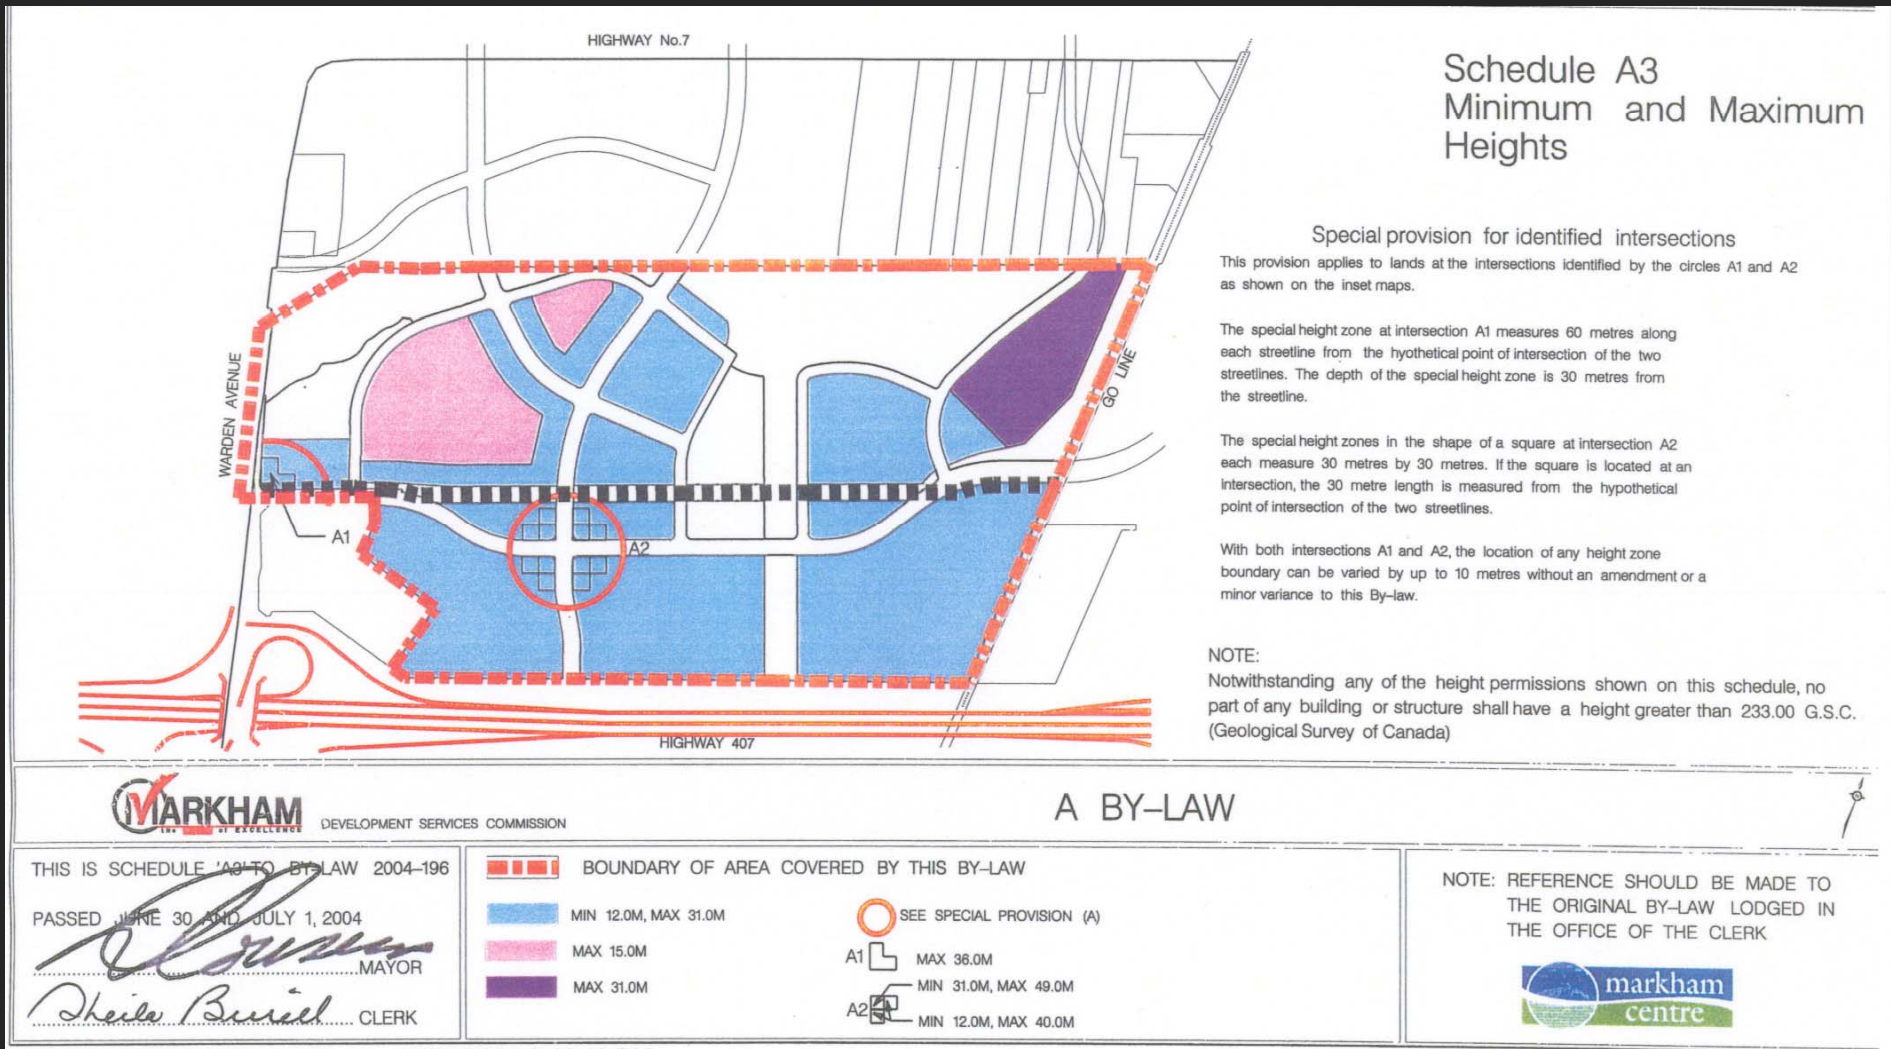 HIGHWAY No.7
Schedule A3
Minimum and Maximum
Heights
Special provision for identified intersections
This provision applies to lands at the intersections identified by the circles A1 and A2
as shown on the inset maps.
The special height zone at intersection A1 measures 60 metres along
each streetline from the hyothetical point of intersection of the two
streetlines. The depth of the special height zone is 30 metres from
the streetline.
The special height zones in the shape of a square at intersection A2
each measure 30 metres by 30 metres. If the square is located at an
intersection, the 30 metre length is measured from the hypothetical
point of intersection of the two streetlines.
With both intersections A1 and A2, the location of any height zone
boundary can be varied by up to 10 metres without an amendment or a
minor variance to this By-law.
NOTE:
Notwithstanding any of the height permissions shown on this schedule, no
part of any building or structure shall have a height greater than 233.00 G.S.C.
(Geological Survey of Canada)
WARDEN AVENUE
GO LINE
A1
A2
HIGHWAY 407
MARKHAM
of EXCELLENCE
DEVELOPMENT SERVICES COMMISSION
A BY-LAW
THIS IS SCHEDULE 'A3' TO BY-LAW 2004-196
PASSED JUNE 30 AND JULY 1, 2004
MAYOR
CLERK
BOUNDARY OF AREA COVERED BY THIS BY-LAW
MIN 12.0M, MAX 31.0M
MAX 15.0M
MAX 31.0M
SEE SPECIAL PROVISION (A)
A1 MAX 36.0M
MIN 31.0M, MAX 49.0M
A2
MIN 12.0M, MAX 40.0M
NOTE: REFERENCE SHOULD BE MADE TO
THE ORIGINAL BY-LAW LODGED IN
THE OFFICE OF THE CLERK
markham
centre